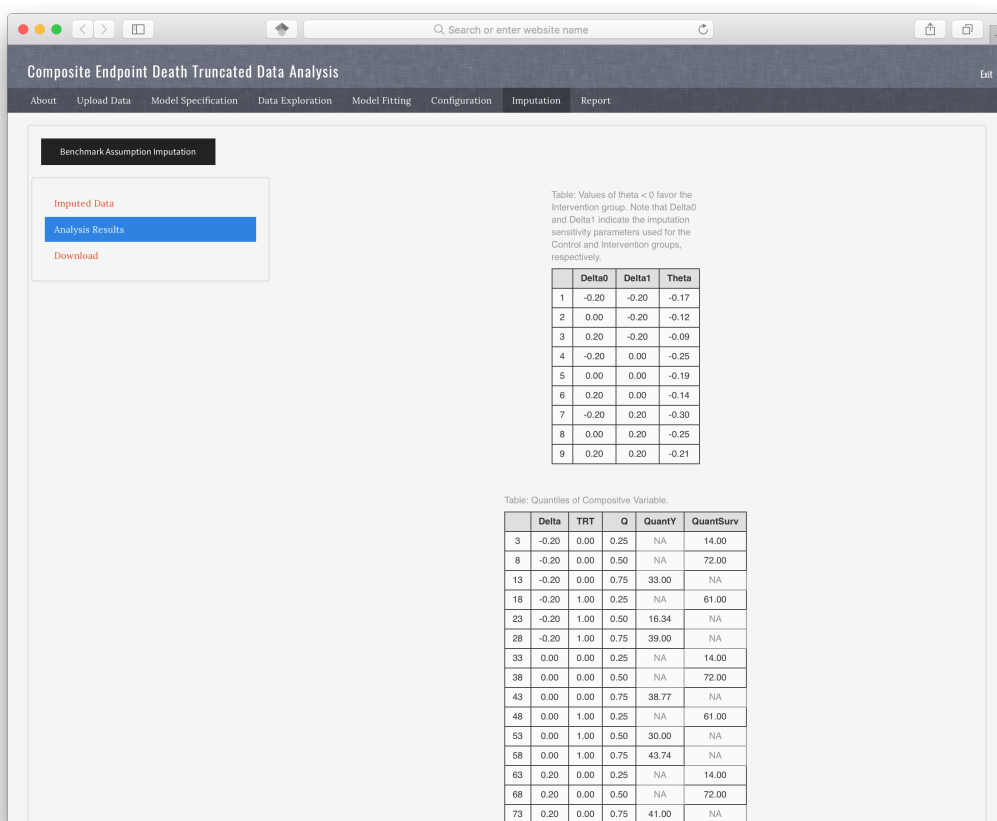 Search or enter website name
Composite Endpoint Death Truncated Data Analysis
Exit
About Upload Data Model Specification Data Exploration Model Fitting Configuration Imputation Report
Benchmark Assumption Imputation
Imputed Data
Analysis Results
Download
Table: Values of theta < 0 favor the
Intervention group. Note that Delta0
and Delta1 indicate the imputation
sensitivity parameters used for the
Control and Intervention groups,
respectively.
Delta0 Delta1 Theta
1 -0.20 -0.20 -0.17
2 0.00 -0.20 -0.12
3 0.20 -0.20 -0.09
4 -0.20 0.00 -0.25
5 0.00 0.00 -0.19
6 0.20 0.00 -0.14
7 -0.20 0.20 -0.30
8 0.00 0.20 -0.25
9 0.20 0.20 -0.21
Table: Quantiles of Compositve Variable.
Delta TRT Q QuantY QuantSurv
3 -0.20 0.00 0.25 NA 14.00
8 -0.20 0.00 0.50 NA 72.00
13 -0.20 0.00 0.75 33.00 NA
18 -0.20 1.00 0.25 NA 61.00
23 -0.20 1.00 0.50 16.34 NA
28 -0.20 1.00 0.75 39.00 NA
33 0.00 0.00 0.25 NA 14.00
38 0.00 0.00 0.50 NA 72.00
43 0.00 0.00 0.75 38.77 NA
48 0.00 1.00 0.25 NA 61.00
53 0.00 1.00 0.50 30.00 NA
58 0.00 1.00 0.75 43.74 NA
63 0.20 0.00 0.25 NA 14.00
68 0.20 0.00 0.50 NA 72.00
73 0.20 0.00 0.75 41.00 NA